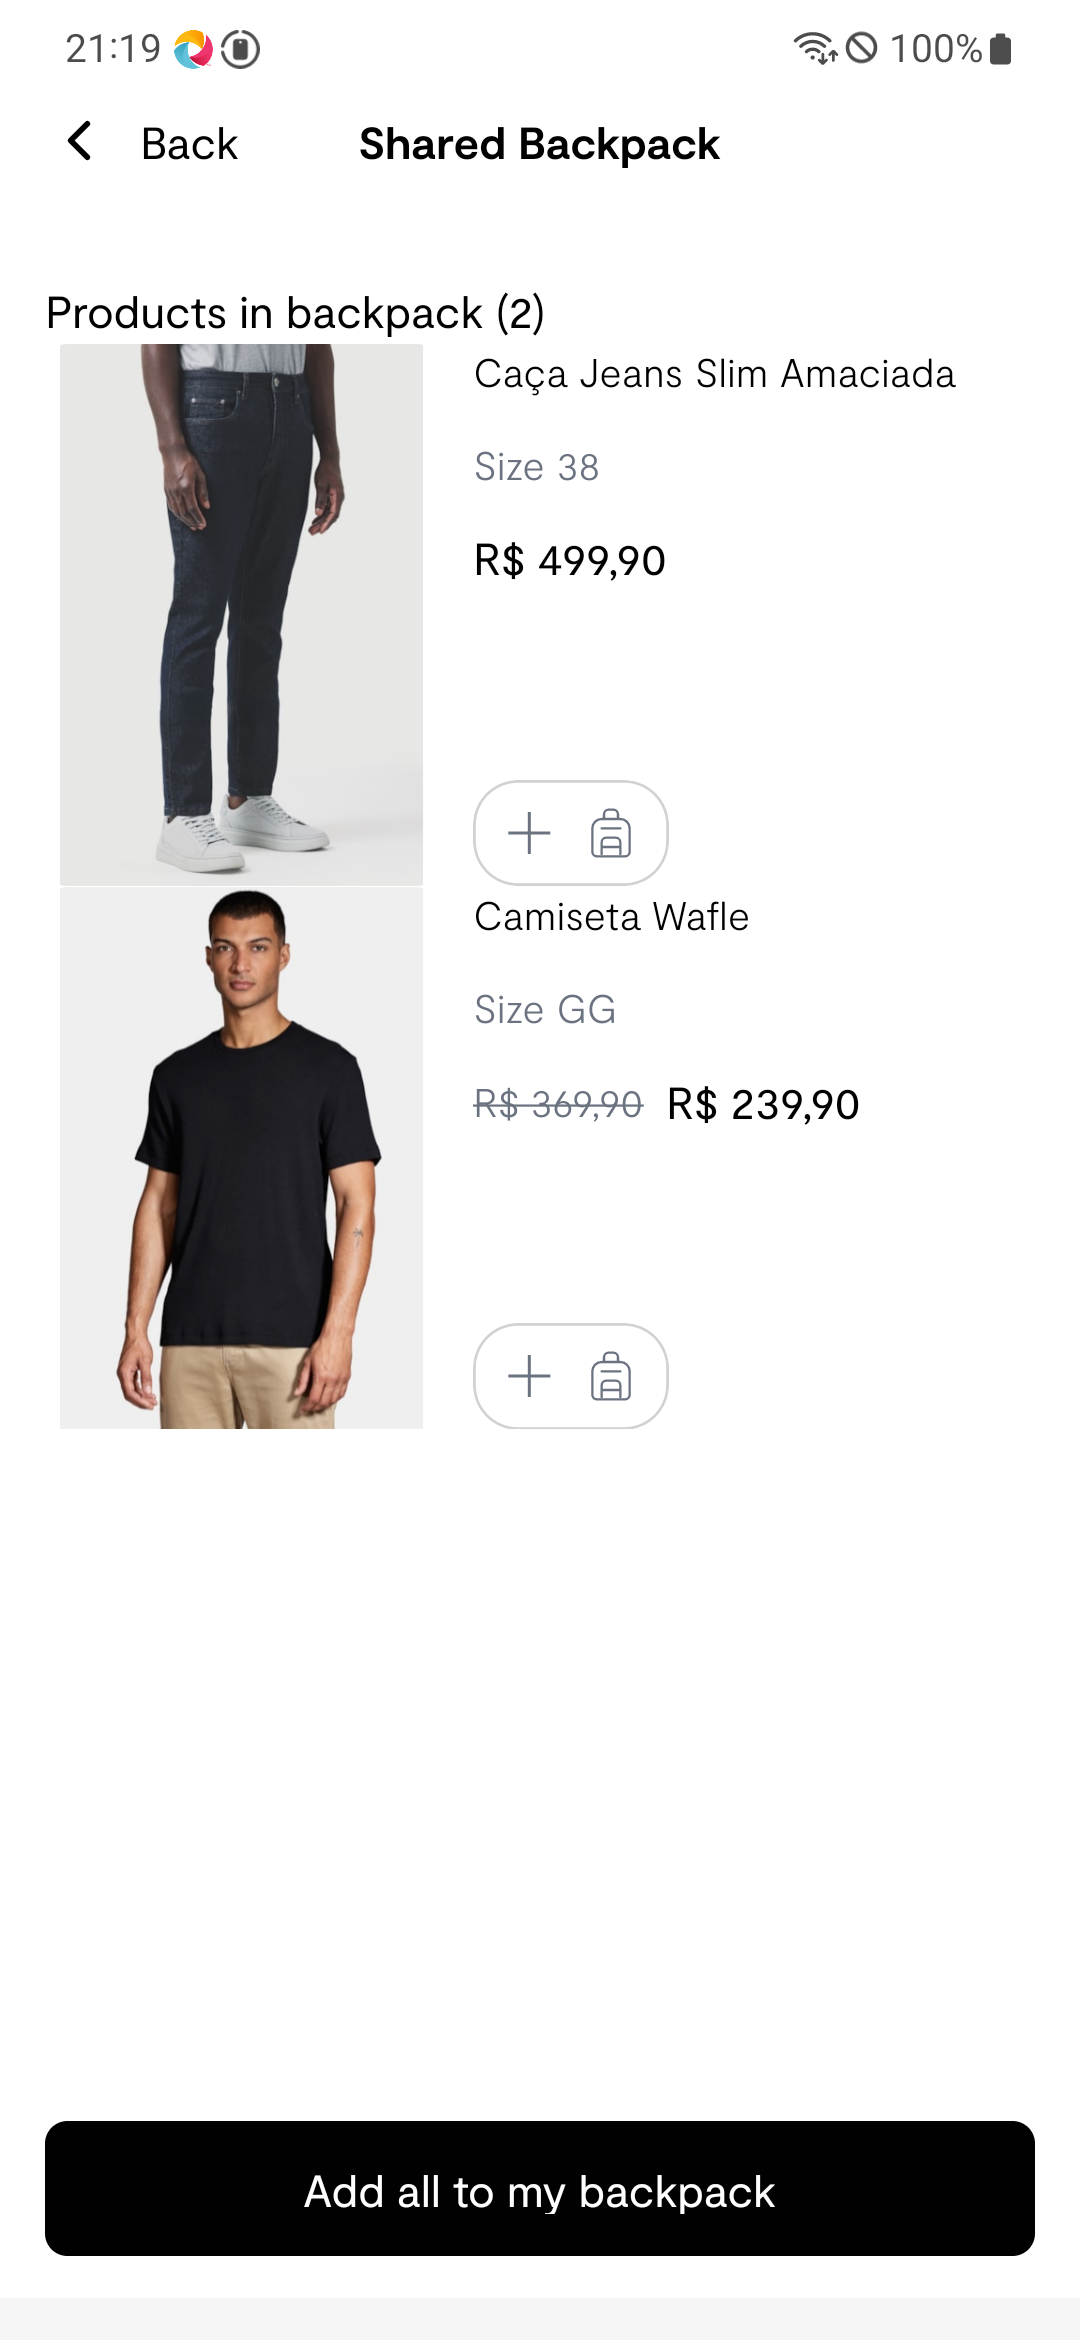 21:19 100%
Back Shared Backpack
Products in backpack (2)
Caça Jeans Slim Amaciada
Size 38
R$ 499,90
Camiseta Wafle
Size GG
R$ 369,90 R$ 239,90
Add all to my backpack